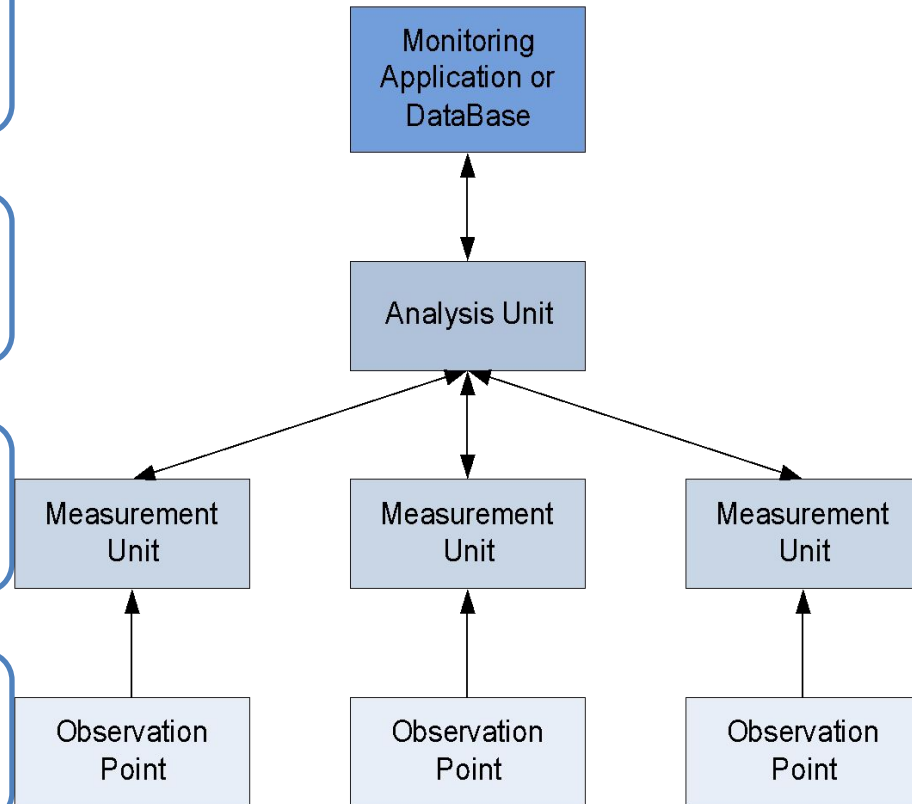 Monitoring
Application or
DataBase
Analysis Unit
Measurement
Unit
Measurement
Unit
Measurement
Unit
Observation
Point
Observation
Point
Observation
Point